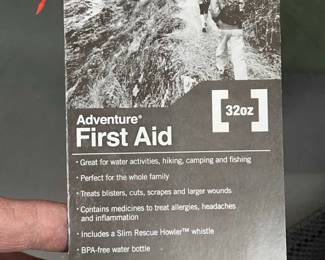 Adventure®
First Aid
32oz
• Great for water activities, hiking, camping and fishing
• Perfect for the whole family
• Treats blisters, cuts, scrapes and larger wounds
• Contains medicines to treat allergies, headaches
and inflammation
• Includes a Slim Rescue Howler™ whistle
• BPA-free water bottle